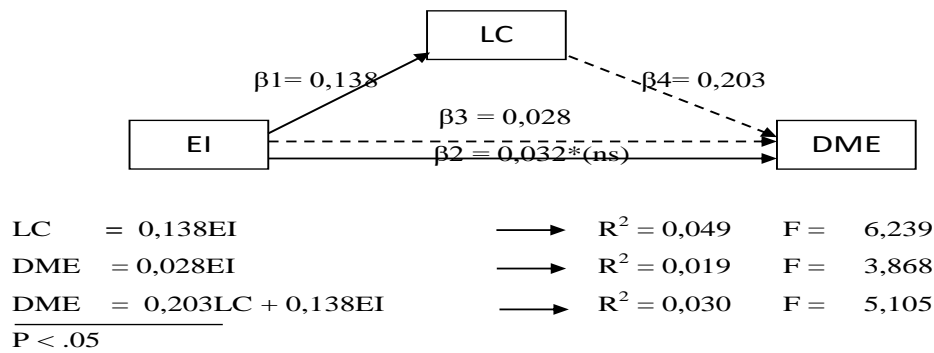 LC
β1= 0,138
β4= 0,203
β3 = 0,028
EI
DME
β2 = 0,032*(ns)
LC = 0,138EI R² = 0,049 F = 6,239
DME = 0,028EI R² = 0,019 F = 3,868
DME = 0,203LC + 0,138EI R² = 0,030 F = 5,105
P < .05